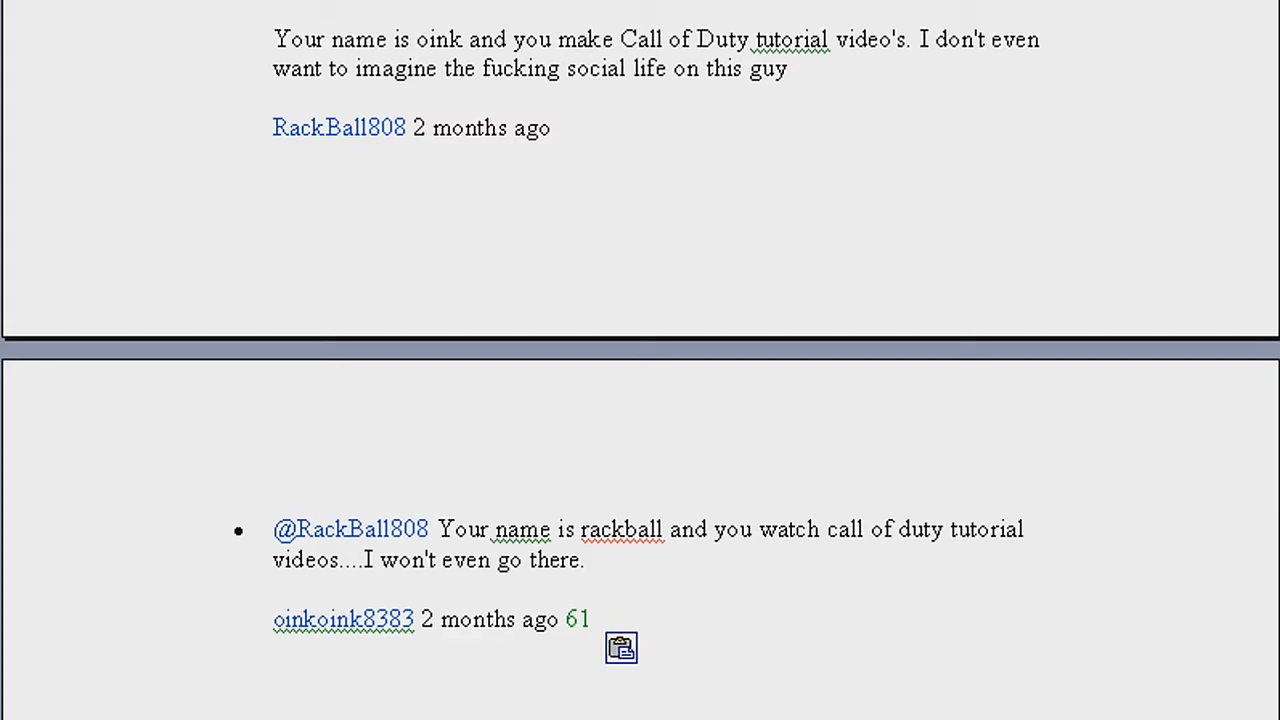 Your name is oink and you make Call of Duty tutorial video's. I don't even
want to imagine the fucking social life on this guy
RackBall808 2 months ago
• @RackBall808 Your name is rackball and you watch call of duty tutorial
videos....I won't even go there.
oinkoink8383 2 months ago 61